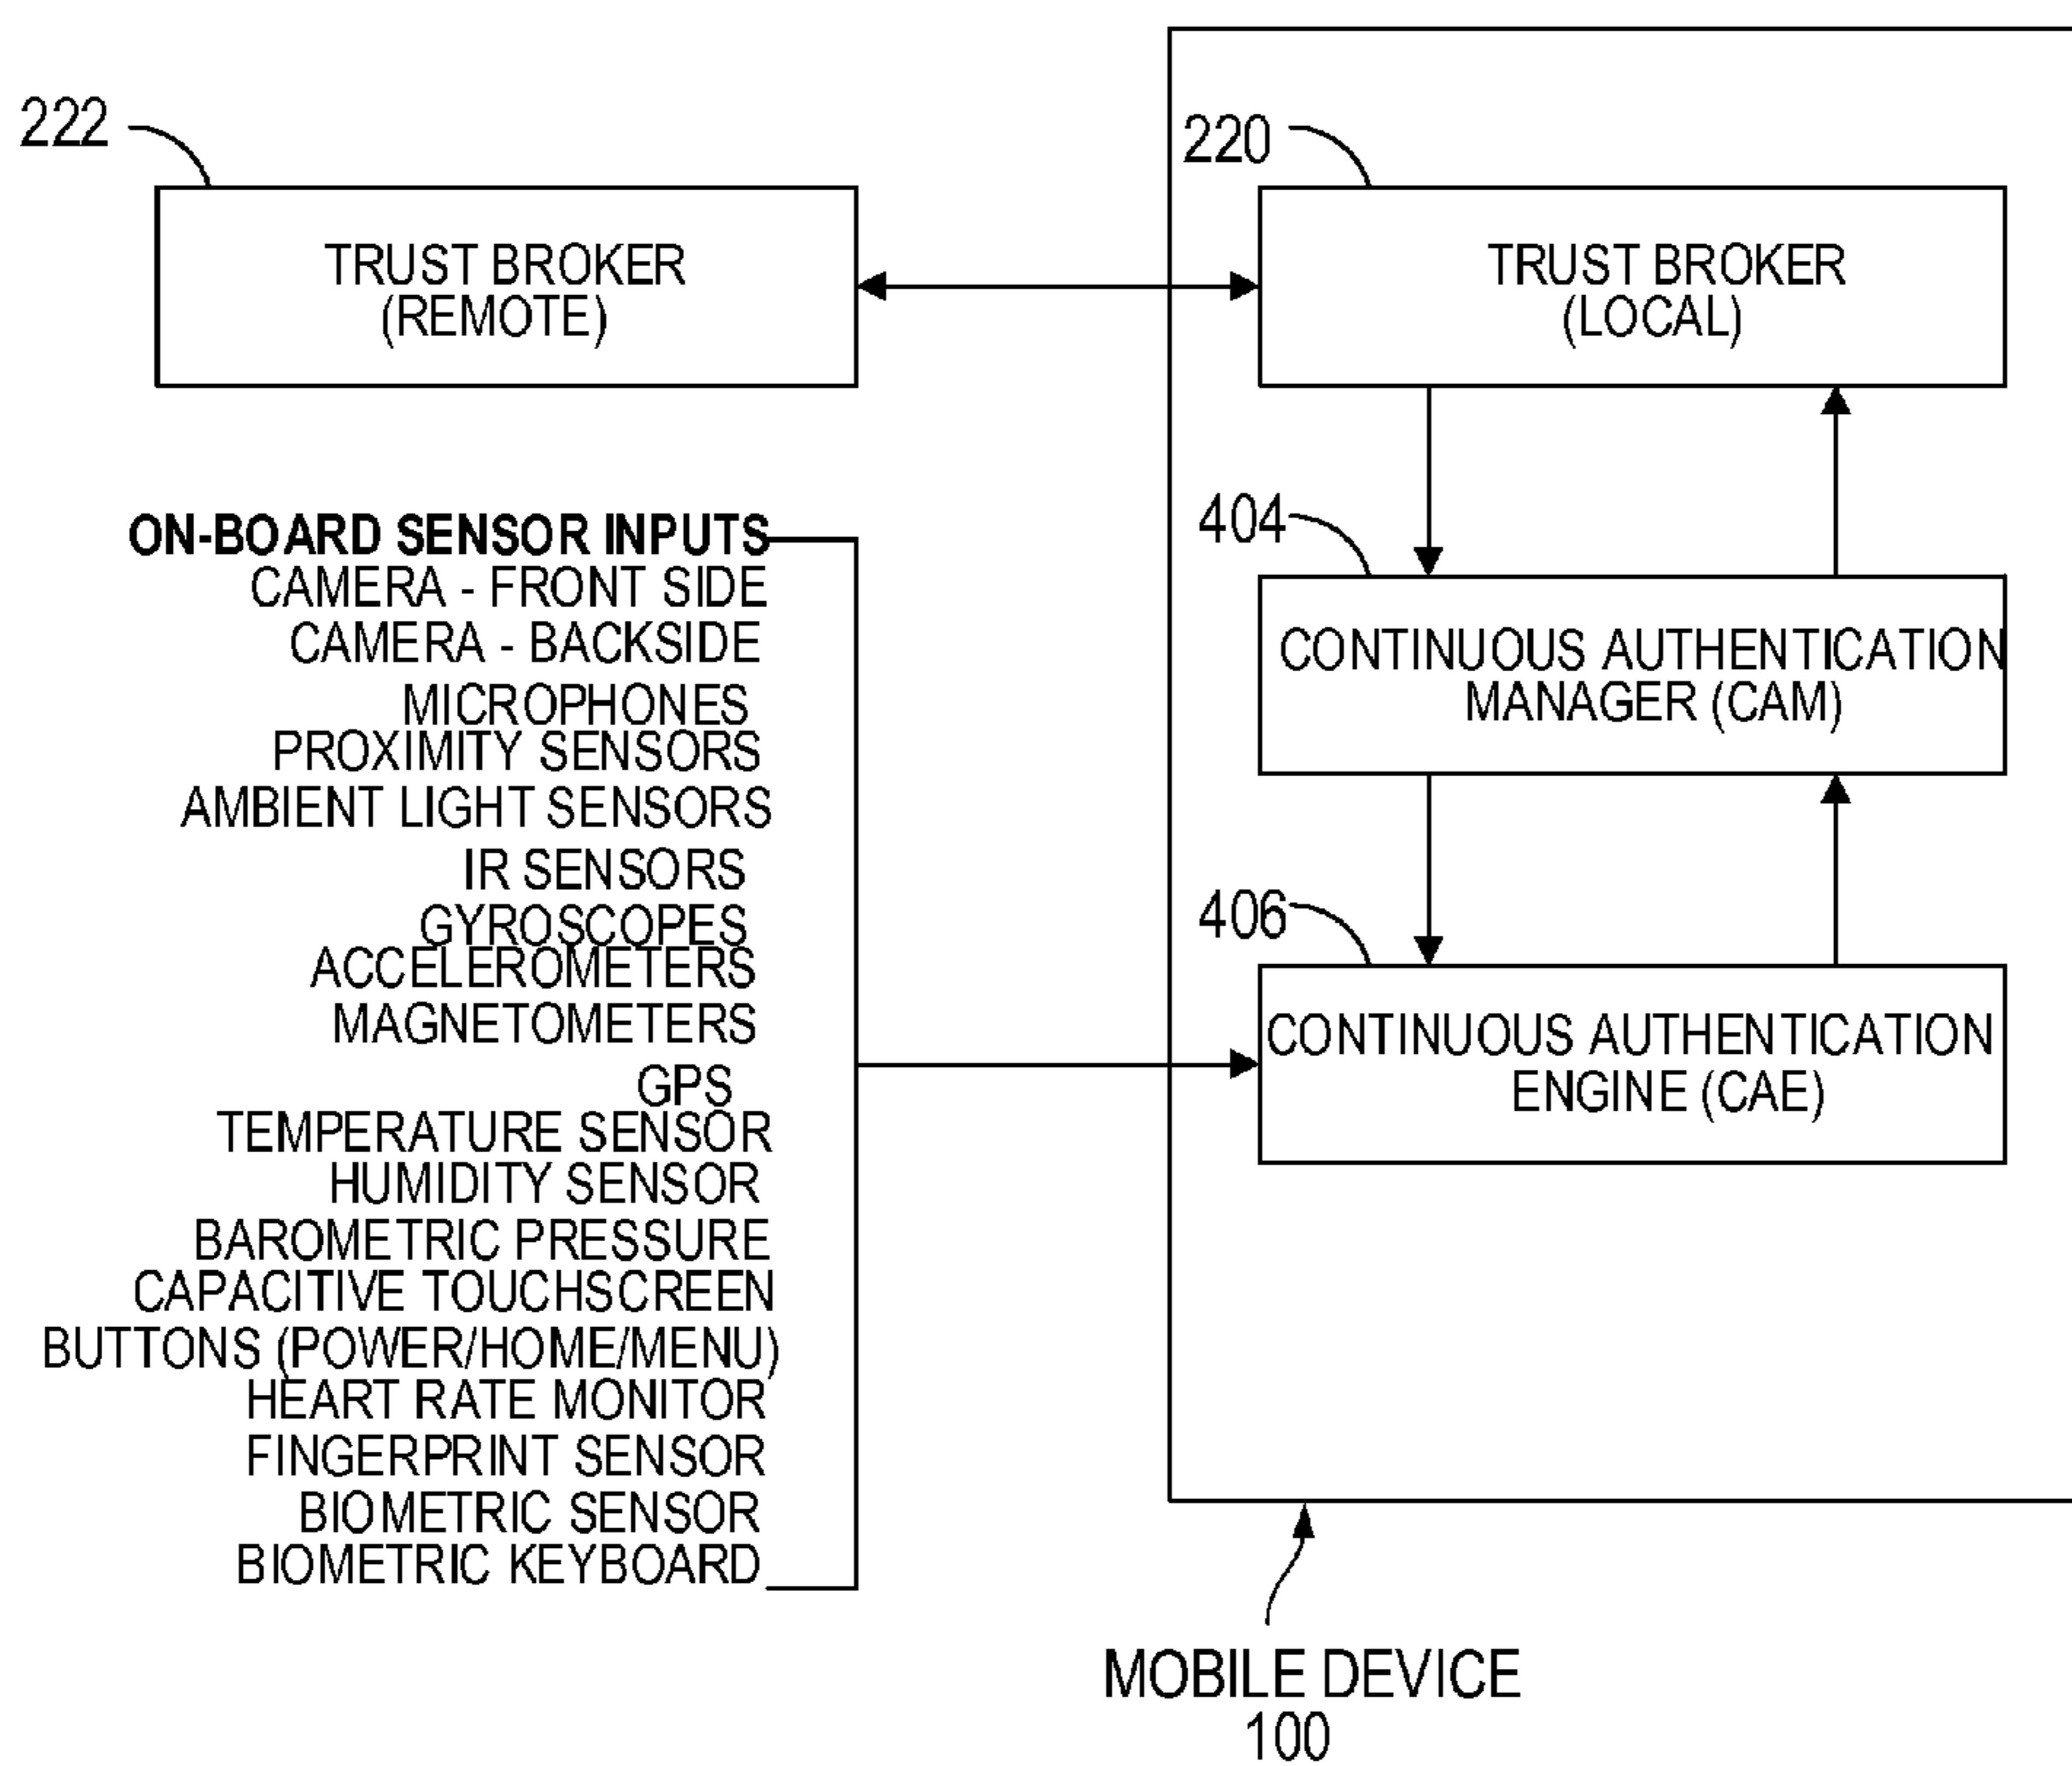 222
TRUST BROKER
(REMOTE)
220
TRUST BROKER
(LOCAL)
ON-BOARD SENSOR INPUTS
CAMERA - FRONT SIDE
CAMERA - BACKSIDE
MICROPHONES
PROXIMITY SENSORS
AMBIENT LIGHT SENSORS
IR SENSORS
GYROSCOPES
ACCELEROMETERS
MAGNETOMETERS
GPS
TEMPERATURE SENSOR
HUMIDITY SENSOR
BAROMETRIC PRESSURE
CAPACITIVE TOUCHSCREEN
BUTTONS (POWER/HOME/MENU)
HEART RATE MONITOR
FINGERPRINT SENSOR
BIOMETRIC SENSOR
BIOMETRIC KEYBOARD
404
CONTINUOUS AUTHENTICATION
MANAGER (CAM)
406
CONTINUOUS AUTHENTICATION
ENGINE (CAE)
MOBILE DEVICE
100